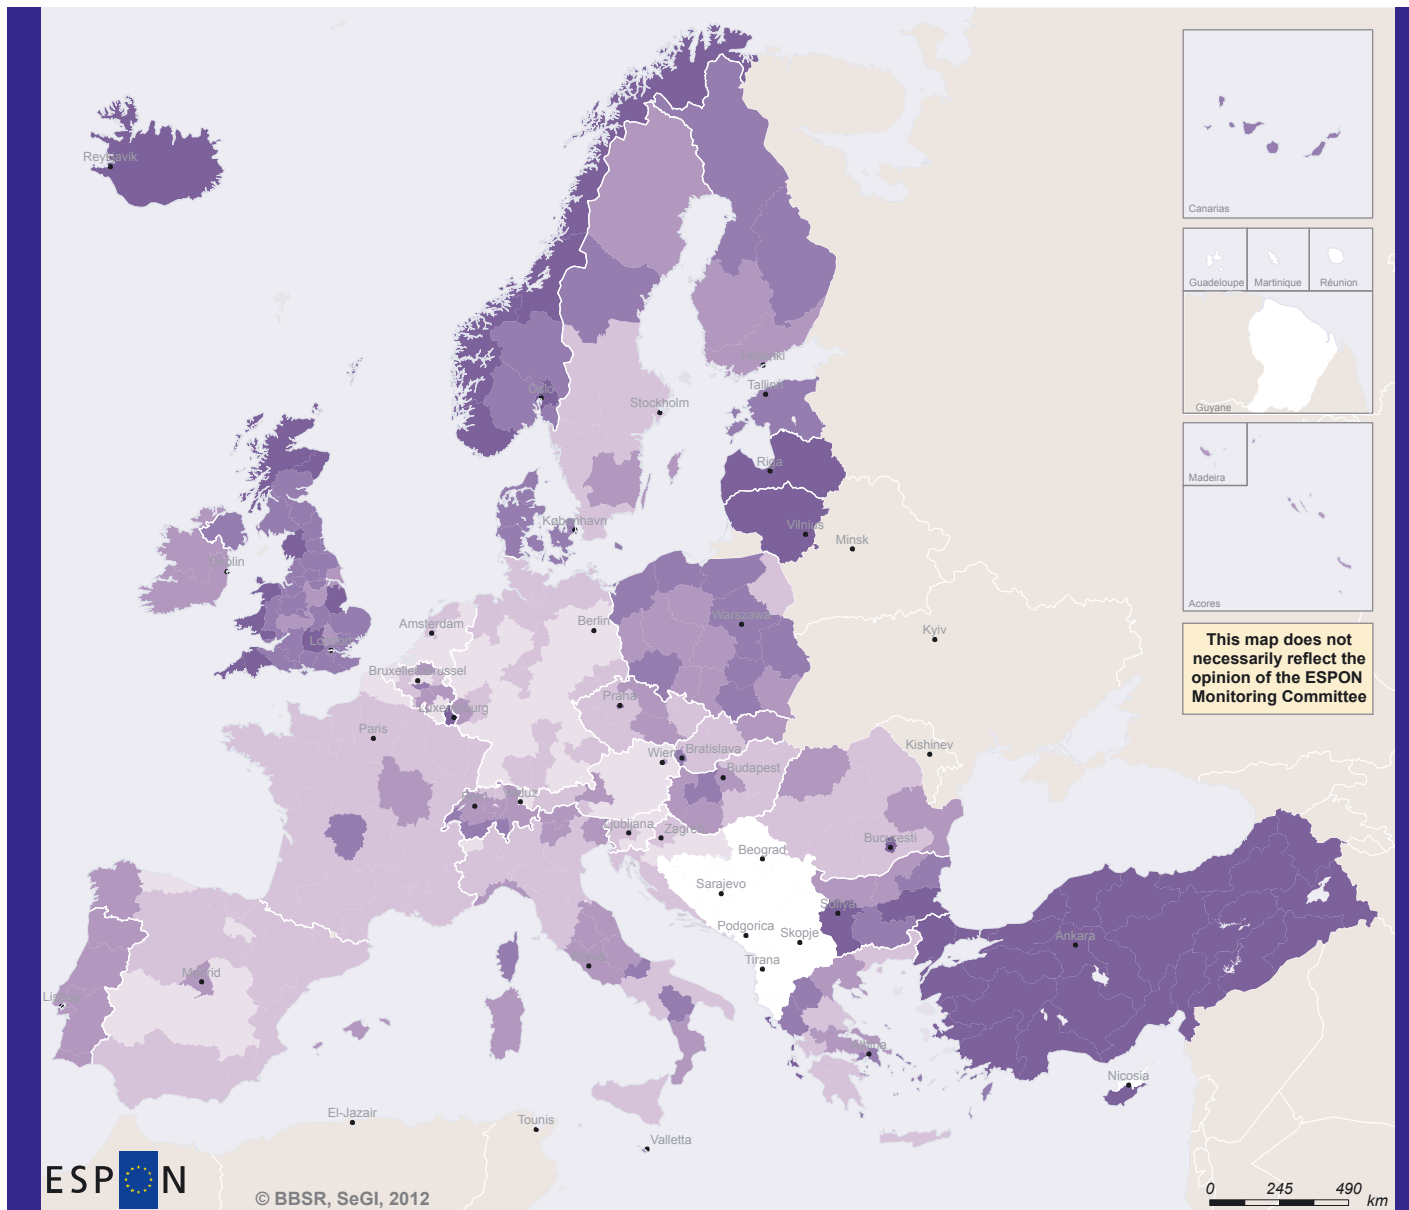 Reykjavik
Canarias
Guadeloupe
Martinique
Réunion
Guyane
Helsinki
Tallinn
Oslo
Stockholm
Riga
Madeira
København
Vilnius
Minsk
Dublin
Acores
Amsterdam
Berlin
Warszawa
Kyiv
London
This map does not
necessarily reflect the
opinion of the ESPON
Monitoring Committee
Bruxelles/Brussel
Praha
Luxembourg
Paris
Kishinev
Wien
Bratislava
Budapest
Bern
Vaduz
Ljubljana
Zagreb
Bucuresti
Beograd
Sarajevo
Sofiya
Podgorica
Skopje
Ankara
Tirana
Roma
Madrid
Lisboa
Athina
Nicosia
El-Jazair
Tounis
Valletta
ESPON
© BBSR, SeGI, 2012
0 245 490
km